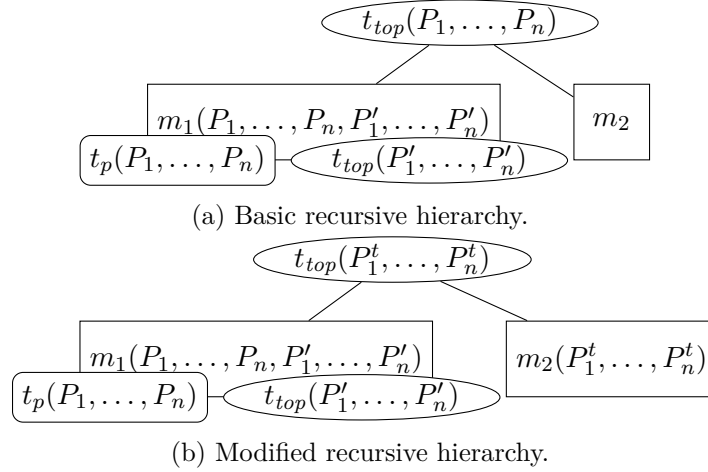 t_{top}(P_1, . . . , P_n)
m_1(P_1, . . . , P_n, P'_1, . . . , P'_n)
m_2
t_p(P_1, . . . , P_n)
t_{top}(P'_1, . . . , P'_n)
(a) Basic recursive hierarchy.
t_{top}(P^t_1, . . . , P^t_n)
m_1(P_1, . . . , P_n, P'_1, . . . , P'_n)
m_2(P^t_1, . . . , P^t_n)
t_p(P_1, . . . , P_n)
t_{top}(P'_1, . . . , P'_n)
(b) Modified recursive hierarchy.